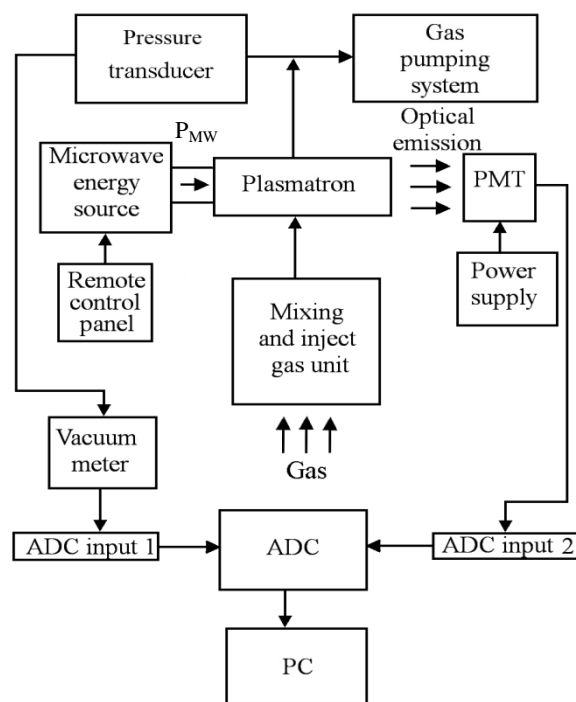 Pressure
transducer
Gas
pumping
system
P_MW
Optical
emission
Microwave
energy
source
Plasmatron
PMT
Remote
control
panel
Mixing
and inject
gas unit
Power
supply
Vacuum
meter
Gas
ADC input 1
ADC
ADC input 2
PC